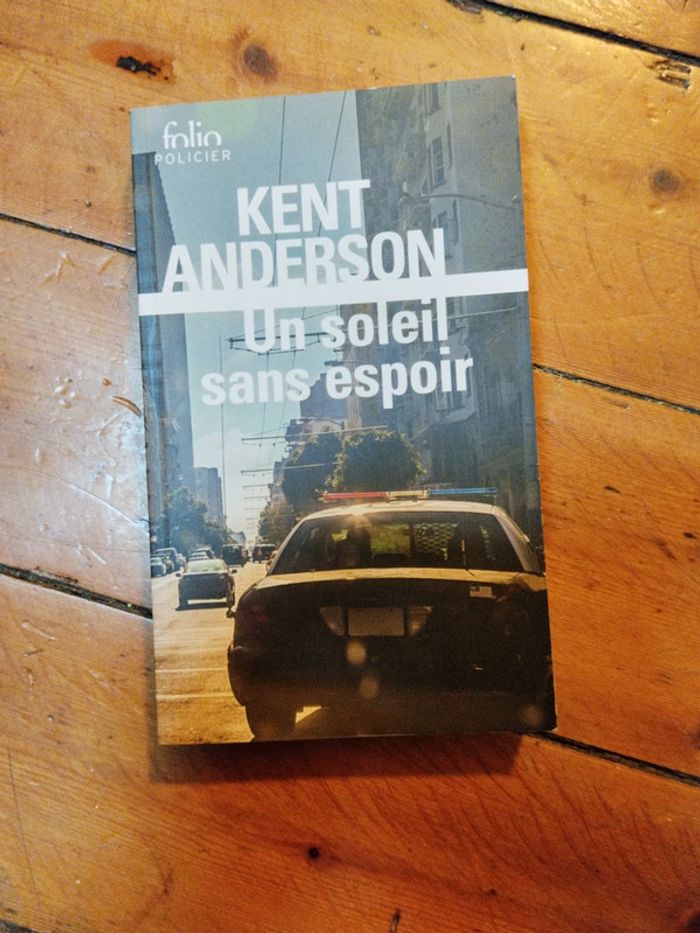 folio
POLICIER
KENT
ANDERSON
Un soleil
sans espoir